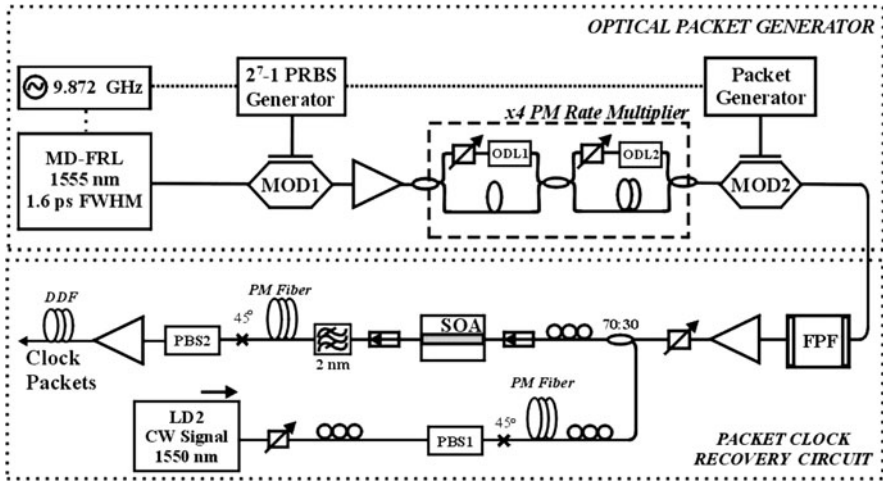 OPTICAL PACKET GENERATOR
9.872 GHz
2⁷-1 PRBS
Generator
Packet
Generator
x4 PM Rate Multiplier
MD-FRL
1555 nm
1.6 ps FWHM
MOD1
ODL1
ODL2
MOD2
DDF
PM Fiber
45°
SOA
70:30
FPF
PBS2
2 nm
Clock
Packets
PM Fiber
LD2
CW Signal
1550 nm
PBS1
45°
PACKET CLOCK
RECOVERY CIRCUIT